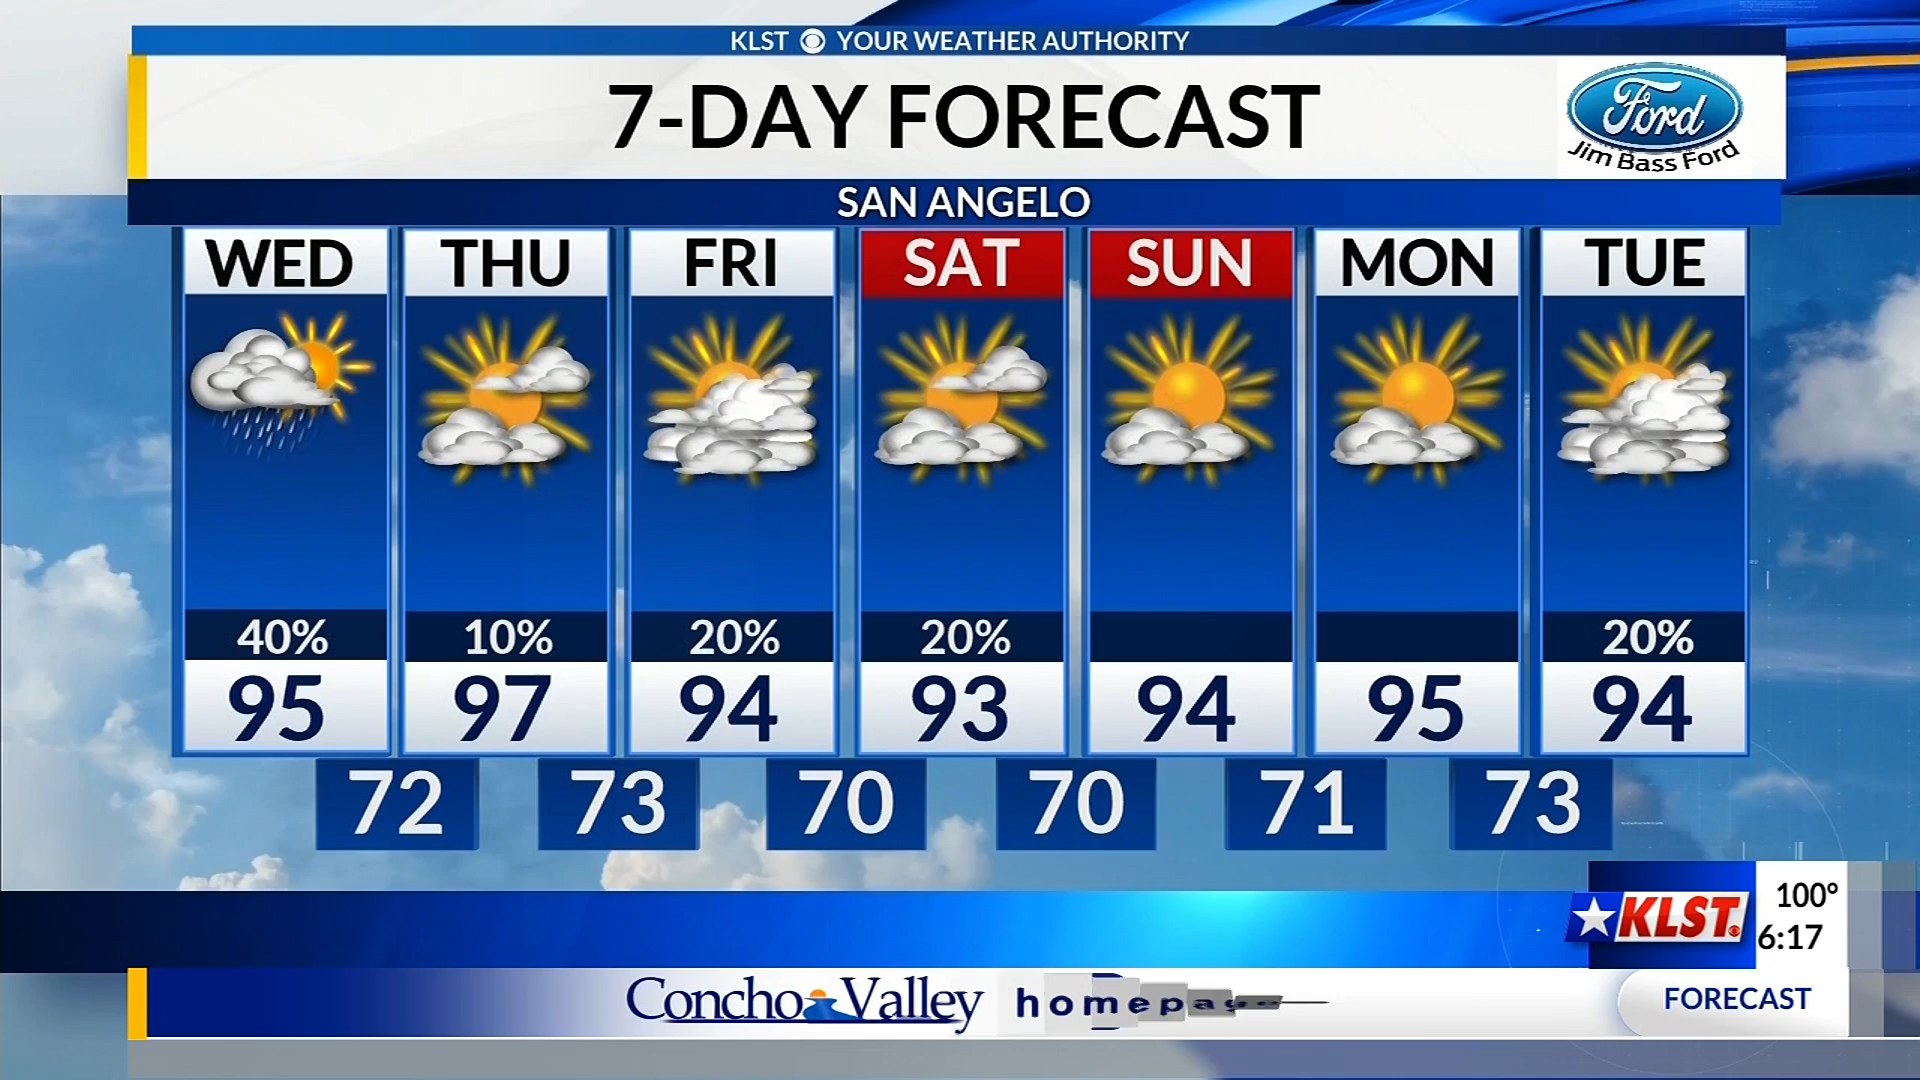 KLST YOUR WEATHER AUTHORITY
7-DAY FORECAST
Ford
Jim Bass Ford
SAN ANGELO
WED THU FRI SAT SUN MON TUE
40% 10% 20% 20% 20%
95 97 94 93 94 95 94
72 73 70 70 71 73
KLST
100°
6:17
Concho Valley
FORECAST